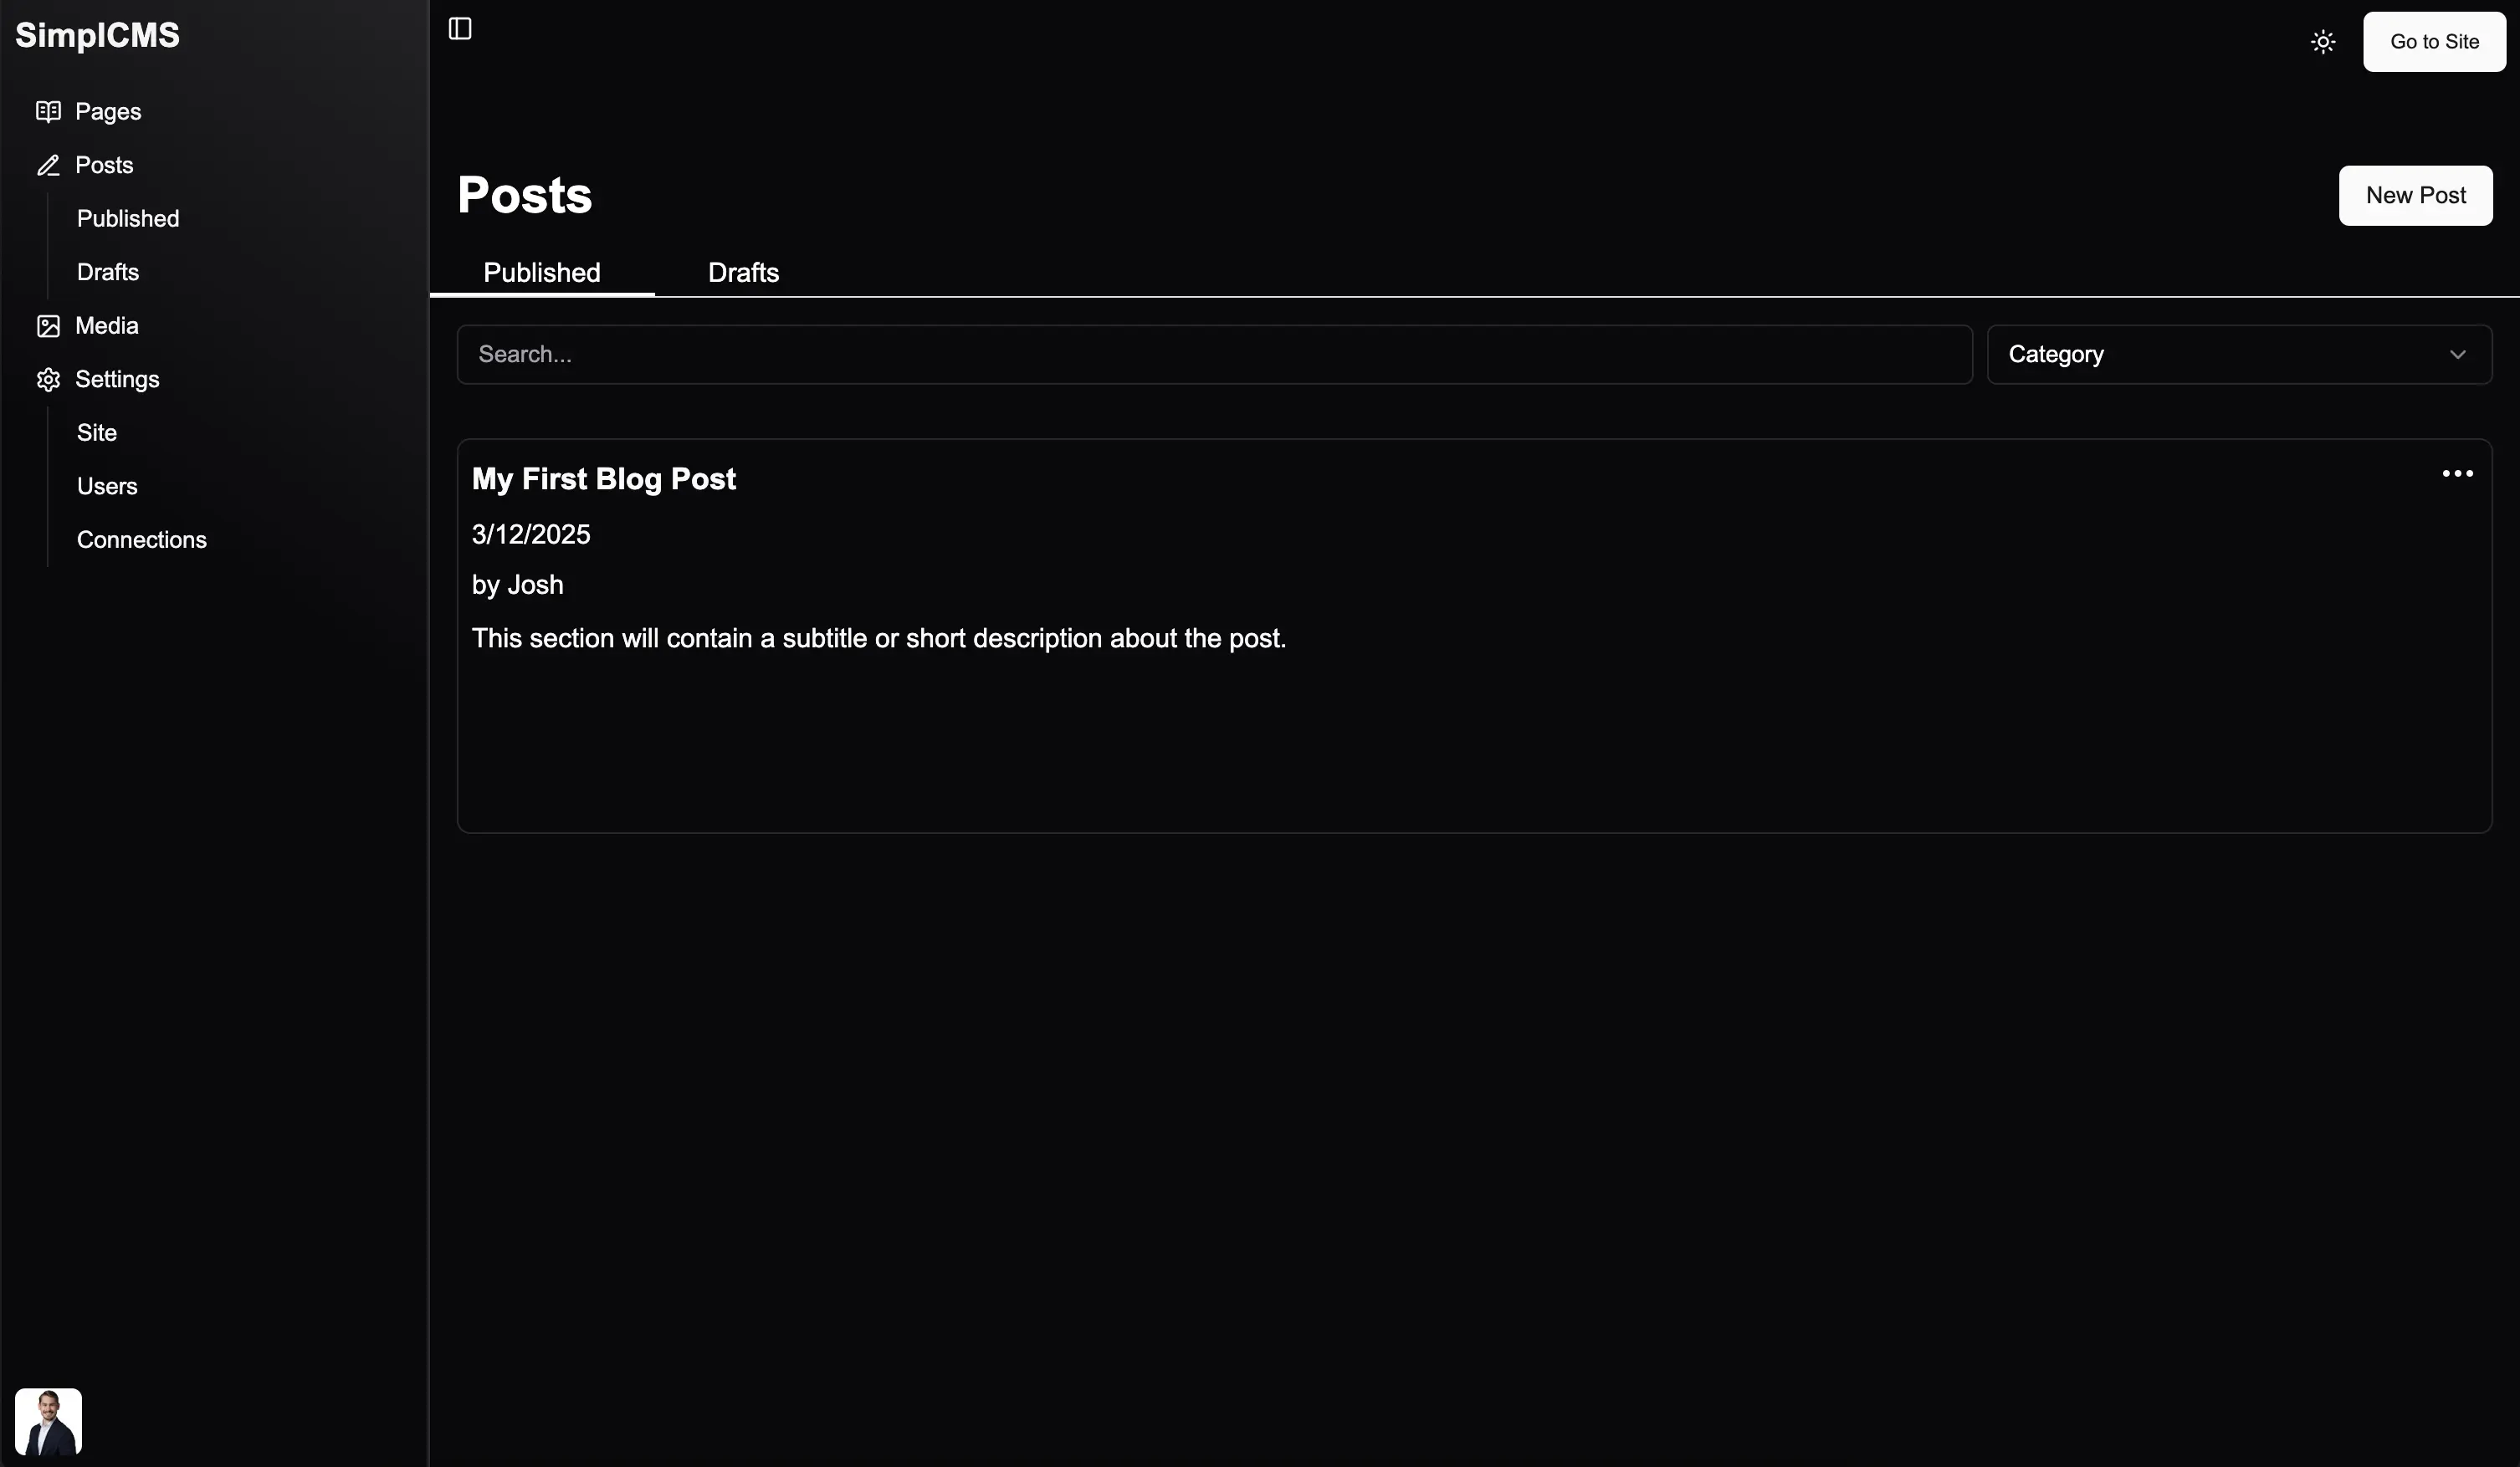 SimplCMS
Pages
Posts
Published
Drafts
Media
Settings
Site
Users
Connections
Go to Site
Posts
New Post
Published
Drafts
Search...
Category
My First Blog Post
3/12/2025
by Josh
This section will contain a subtitle or short description about the post.